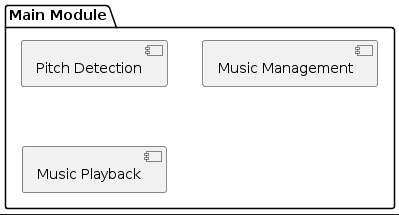 Main Module
Pitch Detection
Music Management
Music Playback